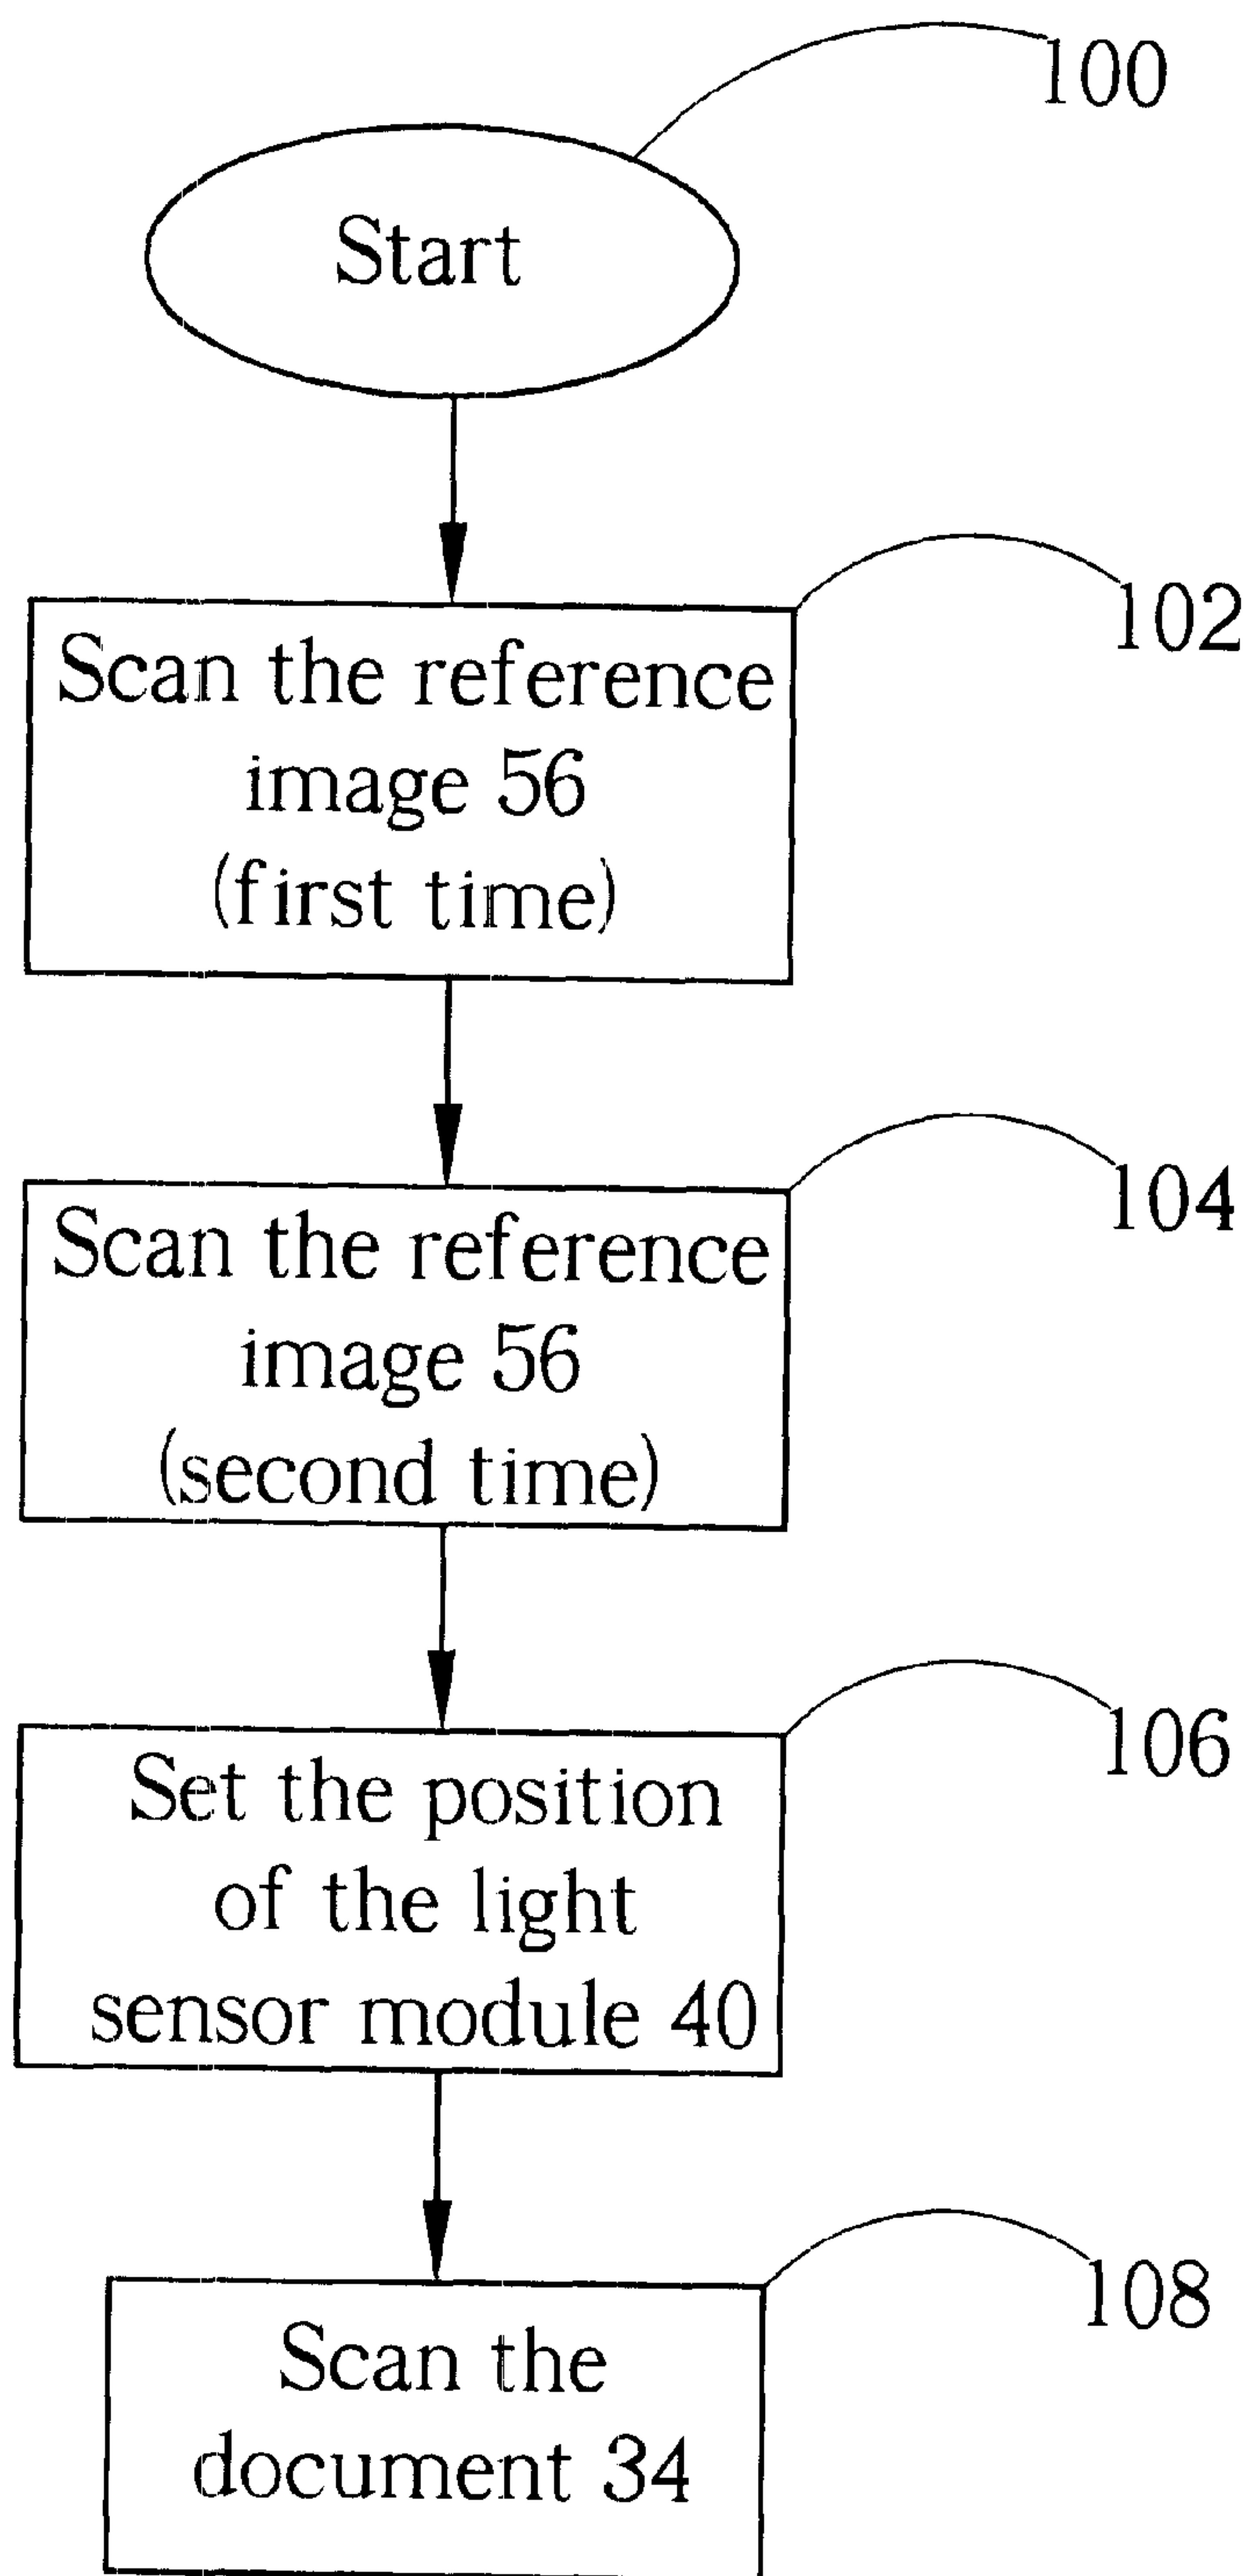 100
Start
102
Scan the reference
image 56
(first time)
104
Scan the reference
image 56
(second time)
106
Set the position
of the light
sensor module 40
108
Scan the
document 34